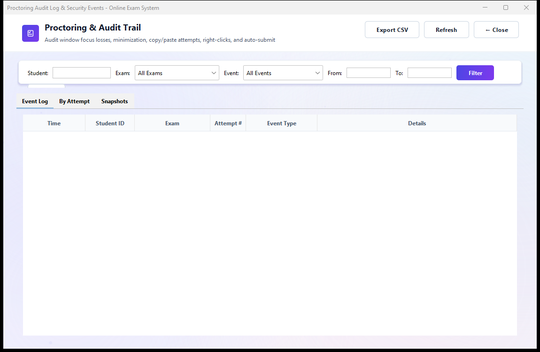 Proctoring Audit Log & Security Events - Online Exam System
Proctoring & Audit Trail
Audit window focus losses, minimization, copy/paste attempts, right-clicks, and auto-submit
Export CSV
Refresh
← Close
Student:
Exam: All Exams
Event: All Events
From:
To:
Filter
Event Log By Attempt Snapshots
Time Student ID Exam Attempt # Event Type Details